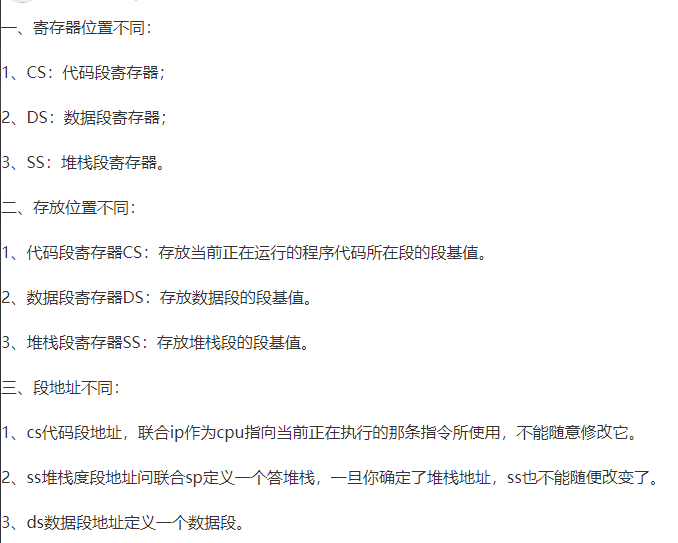 一、寄存器位置不同：
1、CS：代码段寄存器；
2、DS：数据段寄存器；
3、SS：堆栈段寄存器。
二、存放位置不同：
1、代码段寄存器CS：存放当前正在运行的程序代码所在段的段基值。
2、数据段寄存器DS：存放数据段的段基值。
3、堆栈段寄存器SS：存放堆栈段的段基值。
三、段地址不同：
1、cs代码段地址，联合ip作为cpu指向当前正在执行的那条指令所使用，不能随意修改它。
2、ss堆栈度段地址问联合sp定义一个答堆栈，一旦你确定了堆栈地址，ss也不能随便改变了。
3、ds数据段地址定义一个数据段。